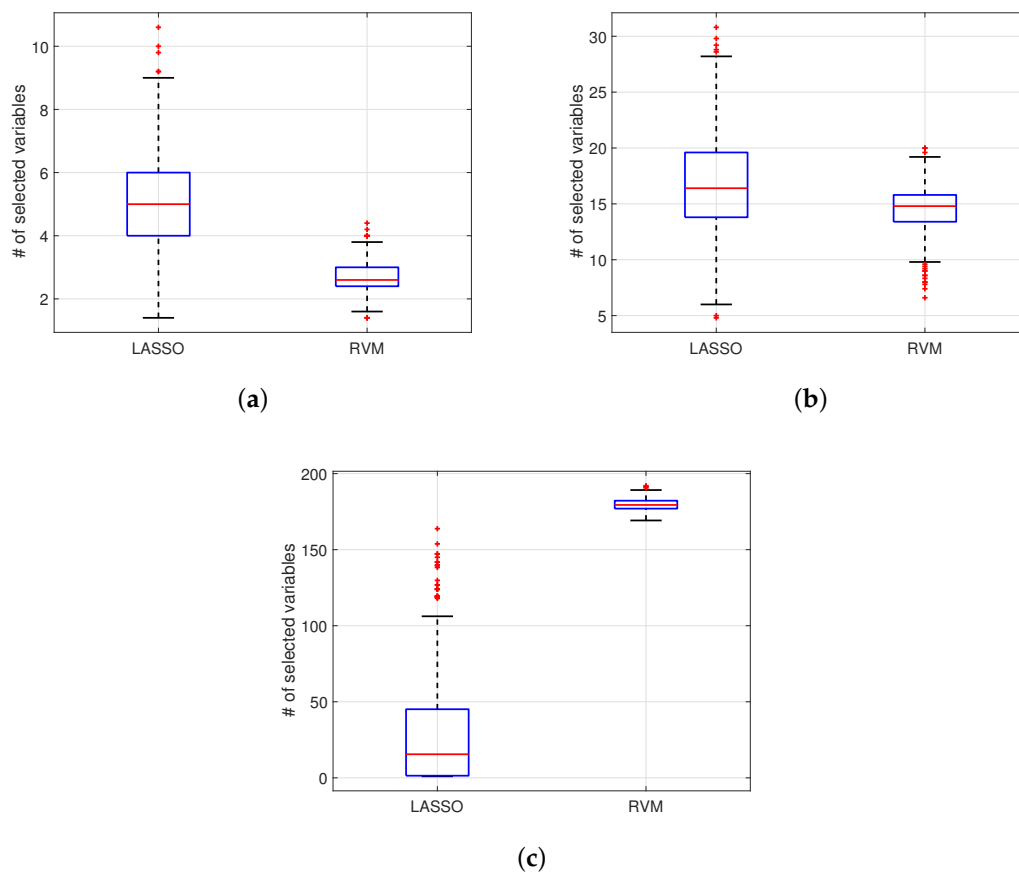 # of selected variables
10
8
6
4
2
LASSO
RVM
(a)
# of selected variables
30
25
20
15
10
5
LASSO
RVM
(b)
# of selected variables
200
150
100
50
0
LASSO
RVM
(c)